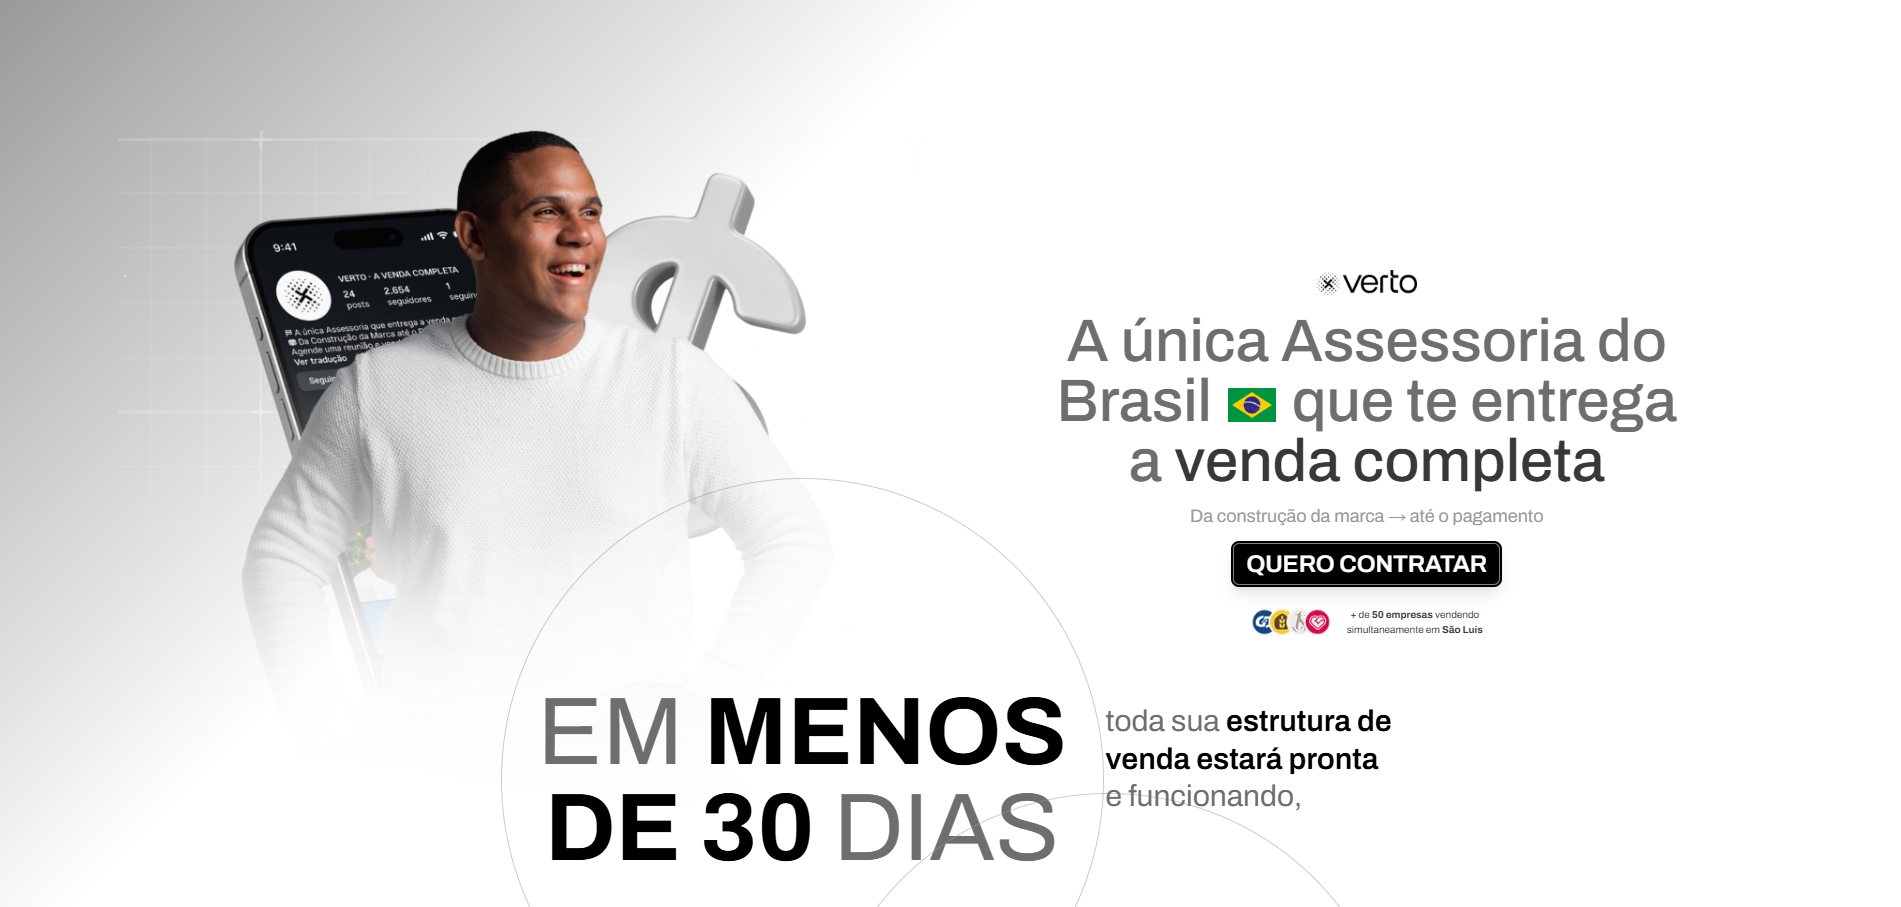 9:41
VERTO - A VENDA COMPLETA
24 2.654 1
posts seguidores
A única Assessoria que entrega a venda
Da Construção da Marca até o
Agende uma reunião e
Ver tradução
verto
A única Assessoria do
Brasil 🇧🇷 que te entrega
a venda completa
Da construção da marca → até o pagamento
QUERO CONTRATAR
+ de 50 empresas vendendo
simultaneamente em São Luís
EM MENOS
DE 30 DIAS
toda sua estrutura de
venda estará pronta
e funcionando,